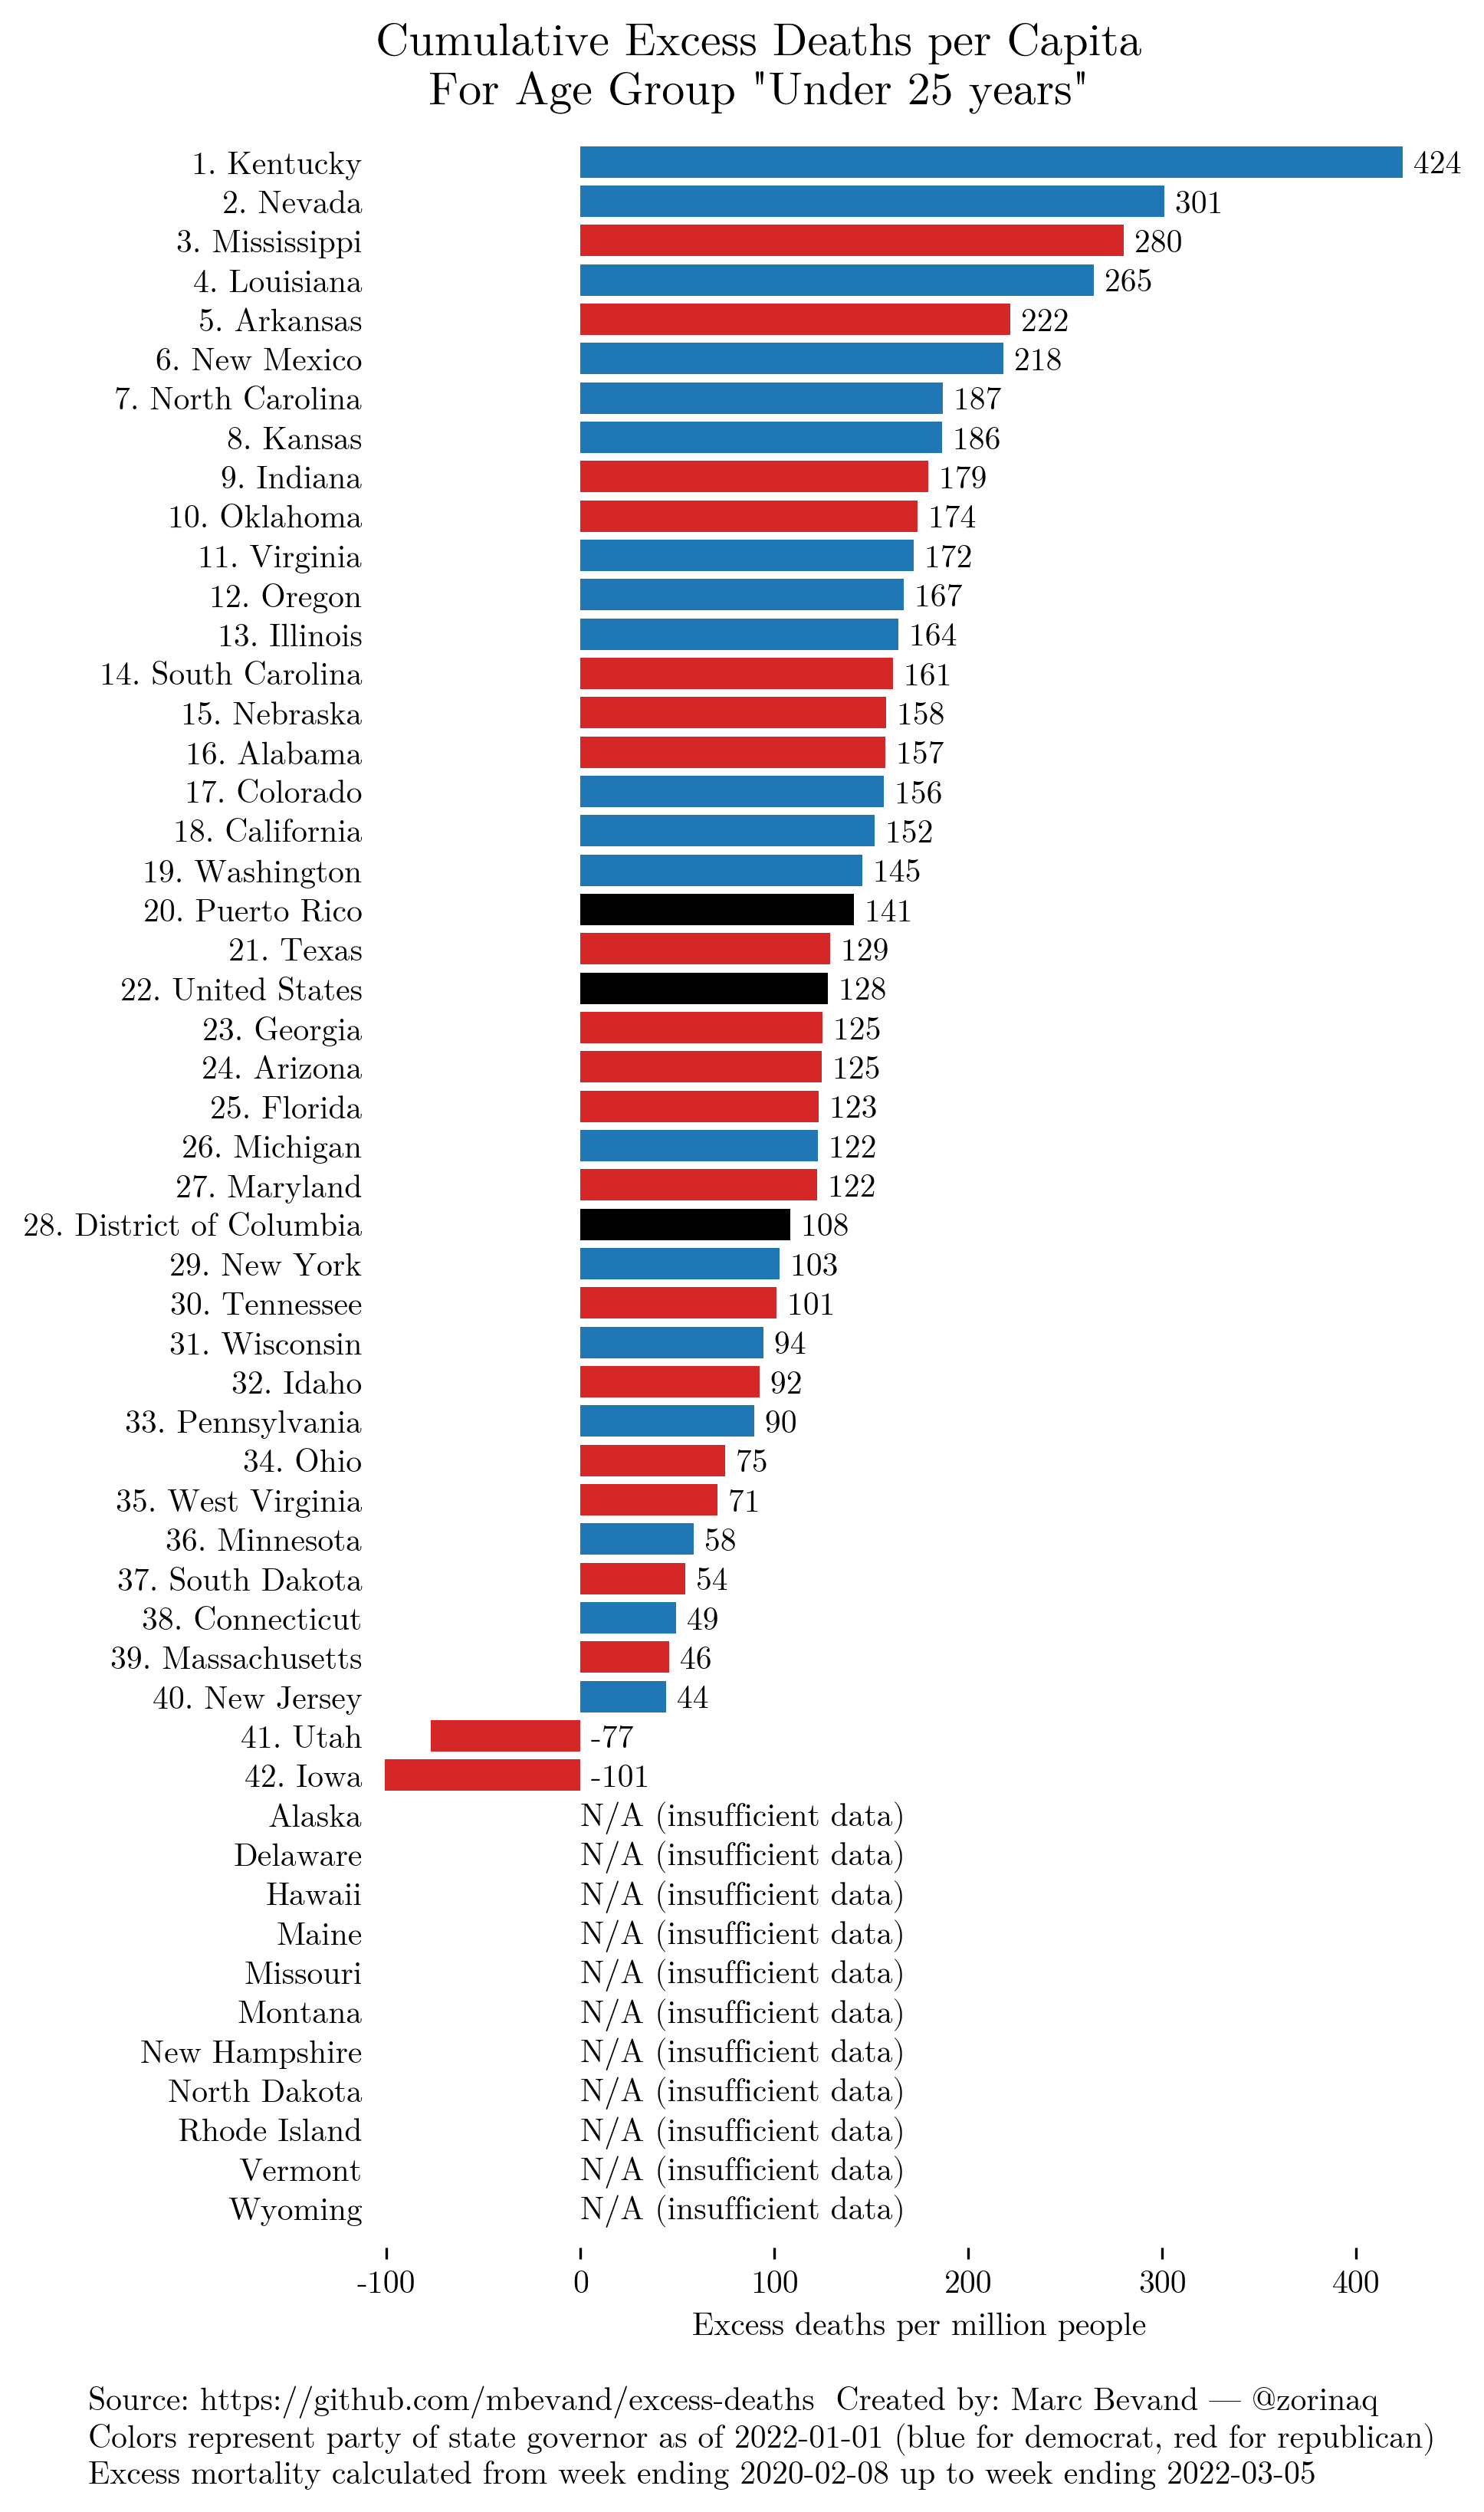 Cumulative Excess Deaths per Capita
For Age Group "Under 25 years"
1. Kentucky 424
2. Nevada 301
3. Mississippi 280
4. Louisiana 265
5. Arkansas 222
6. New Mexico 218
7. North Carolina 187
8. Kansas 186
9. Indiana 179
10. Oklahoma 174
11. Virginia 172
12. Oregon 167
13. Illinois 164
14. South Carolina 161
15. Nebraska 158
16. Alabama 157
17. Colorado 156
18. California 152
19. Washington 145
20. Puerto Rico 141
21. Texas 129
22. United States 128
23. Georgia 125
24. Arizona 125
25. Florida 123
26. Michigan 122
27. Maryland 122
28. District of Columbia 108
29. New York 103
30. Tennessee 101
31. Wisconsin 94
32. Idaho 92
33. Pennsylvania 90
34. Ohio 75
35. West Virginia 71
36. Minnesota 58
37. South Dakota 54
38. Connecticut 49
39. Massachusetts 46
40. New Jersey 44
41. Utah -77
42. Iowa -101
Alaska N/A (insufficient data)
Delaware N/A (insufficient data)
Hawaii N/A (insufficient data)
Maine N/A (insufficient data)
Missouri N/A (insufficient data)
Montana N/A (insufficient data)
New Hampshire N/A (insufficient data)
North Dakota N/A (insufficient data)
Rhode Island N/A (insufficient data)
Vermont N/A (insufficient data)
Wyoming N/A (insufficient data)
-100 0 100 200 300 400
Excess deaths per million people
Source: https://github.com/mbevand/excess-deaths Created by: Marc Bevand — @zorinaq
Colors represent party of state governor as of 2022-01-01 (blue for democrat, red for republican)
Excess mortality calculated from week ending 2020-02-08 up to week ending 2022-03-05